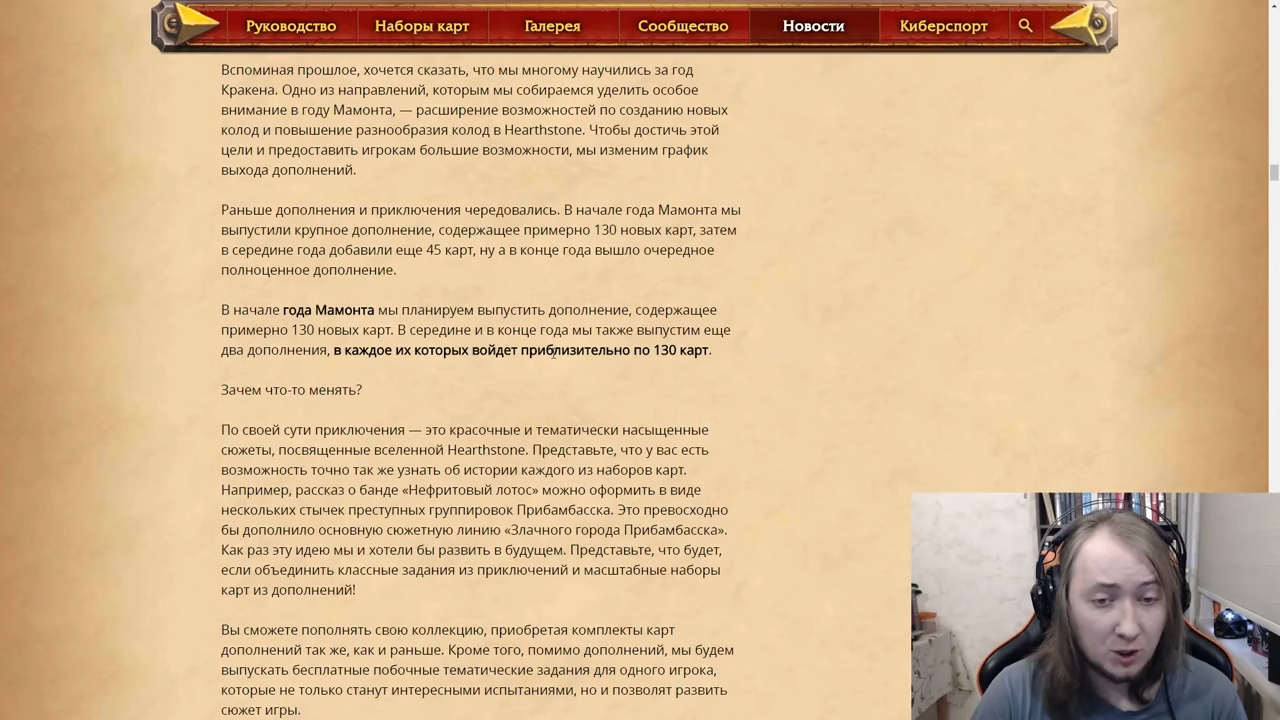 Руководство
Наборы карт
Галерея
Сообщество
Новости
Киберспорт
Вспоминая прошлое, хочется сказать, что мы многому научились за год
Кракена. Одно из направлений, которым мы собираемся уделить особое
внимание в году Мамонта, — расширение возможностей по созданию новых
колод и повышение разнообразия колод в Hearthstone. Чтобы достичь этой
цели и предоставить игрокам большие возможности, мы изменим график
выхода дополнений.
Раньше дополнения и приключения чередовались. В начале года Мамонта мы
выпустили крупное дополнение, содержащее примерно 130 новых карт, затем
в середине года добавили еще 45 карт, ну а в конце года вышло очередное
полноценное дополнение.
В начале года Мамонта мы планируем выпустить дополнение, содержащее
примерно 130 новых карт. В середине и в конце года мы также выпустим еще
два дополнения, в каждое их которых войдет приблизительно по 130 карт.
Зачем что-то менять?
По своей сути приключения — это красочные и тематически насыщенные
сюжеты, посвященные вселенной Hearthstone. Представьте, что у вас есть
возможность точно так же узнать об истории каждого из наборов карт.
Например, рассказ о банде «Нефритовый лотос» можно оформить в виде
нескольких стычек преступных группировок Прибамбасска. Это превосходно
бы дополнило основную сюжетную линию «Злачного города Прибамбасска».
Как раз эту идею мы и хотели бы развить в будущем. Представьте, что будет,
если объединить классные задания из приключений и масштабные наборы
карт из дополнений!
Вы сможете пополнять свою коллекцию, приобретая комплекты карт
дополнений так же, как и раньше. Кроме того, помимо дополнений, мы будем
выпускать бесплатные побочные тематические задания для одного игрока,
которые не только станут интересными испытаниями, но и позволят развить
сюжет игры.